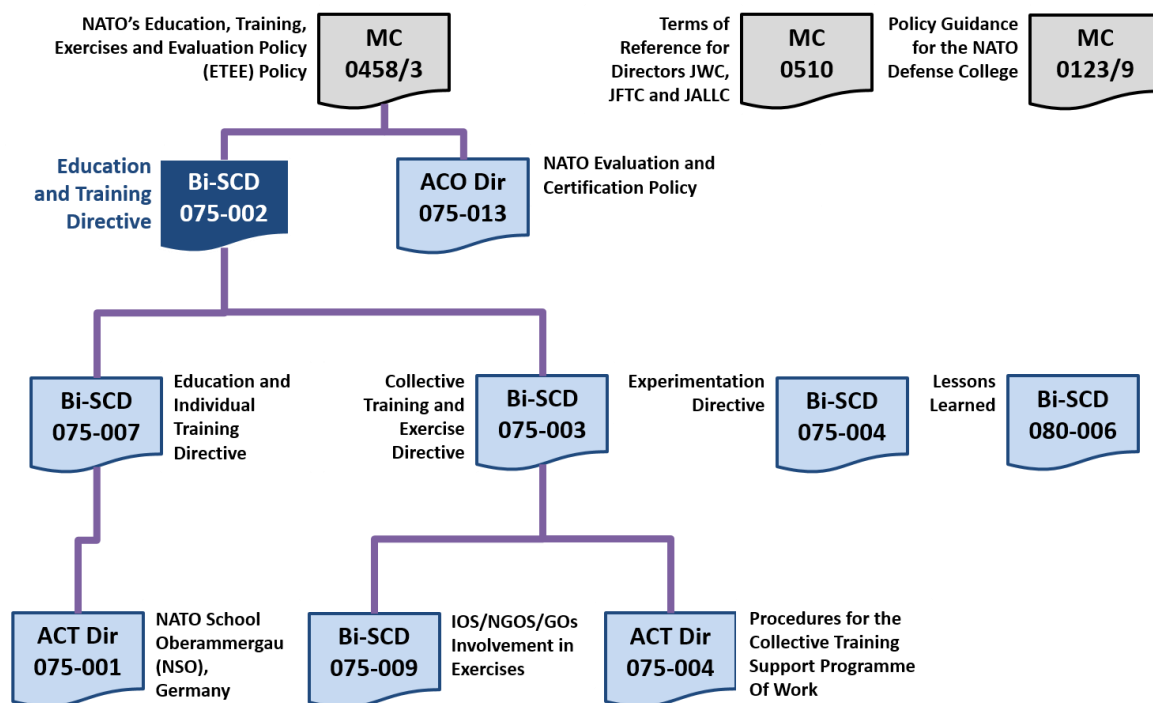 NATO's Education, Training,
Exercises and Evaluation Policy
(ETEE) Policy
MC
0458/3
Terms of
Reference for
Directors JWC,
JFTC and JALLC
MC
0510
Policy Guidance
for the NATO
Defense College
MC
0123/9
Education
and Training
Directive
Bi-SCD
075-002
ACO Dir
075-013
NATO Evaluation and
Certification Policy
Bi-SCD
075-007
Education and
Individual
Training
Directive
Collective
Training and
Exercise
Directive
Bi-SCD
075-003
Experimentation
Directive
Bi-SCD
075-004
Lessons
Learned
Bi-SCD
080-006
ACT Dir
075-001
NATO School
Oberammergau
(NSO),
Germany
Bi-SCD
075-009
IOS/NGOS/GOs
Involvement in
Exercises
ACT Dir
075-004
Procedures for the
Collective Training
Support Programme
Of Work